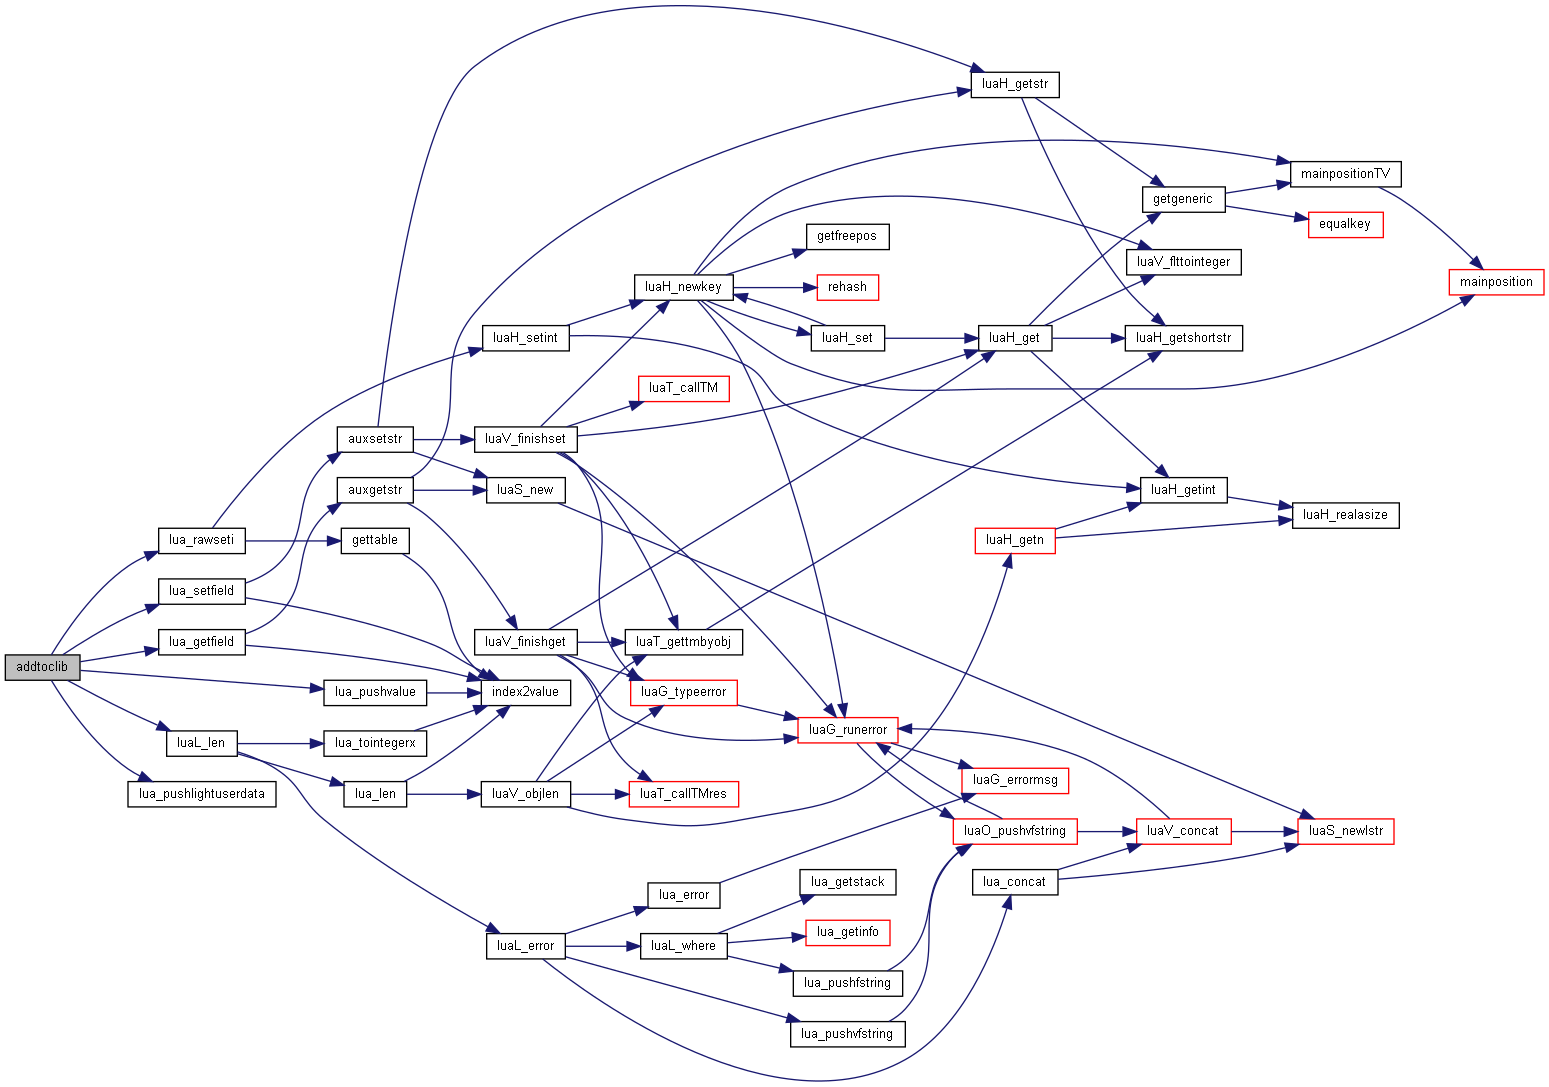 luaH_getstr
mainpositionTV
getgeneric
equalkey
getfreepos
luaV_flttointeger
mainposition
luaH_newkey
rehash
luaH_setint
luaH_set
luaH_get
luaH_getshortstr
luaT_callTM
auxsetstr
luaV_finishset
auxgetstr
luaS_new
luaH_getint
luaH_realasize
lua_rawseti
gettable
luaH_getn
lua_setfield
lua_getfield
luaV_finishget
luaT_gettmbyobj
addtoclib
lua_pushvalue
index2value
luaG_typeerror
luaG_runerror
luaL_len
lua_tointegerx
luaG_errormsg
lua_pushlightuserdata
lua_len
luaV_objlen
luaT_callTMres
luaO_pushvfstring
luaV_concat
luaS_newlstr
lua_error
lua_getstack
lua_concat
luaL_error
luaL_where
lua_getinfo
lua_pushfstring
lua_pushvfstring